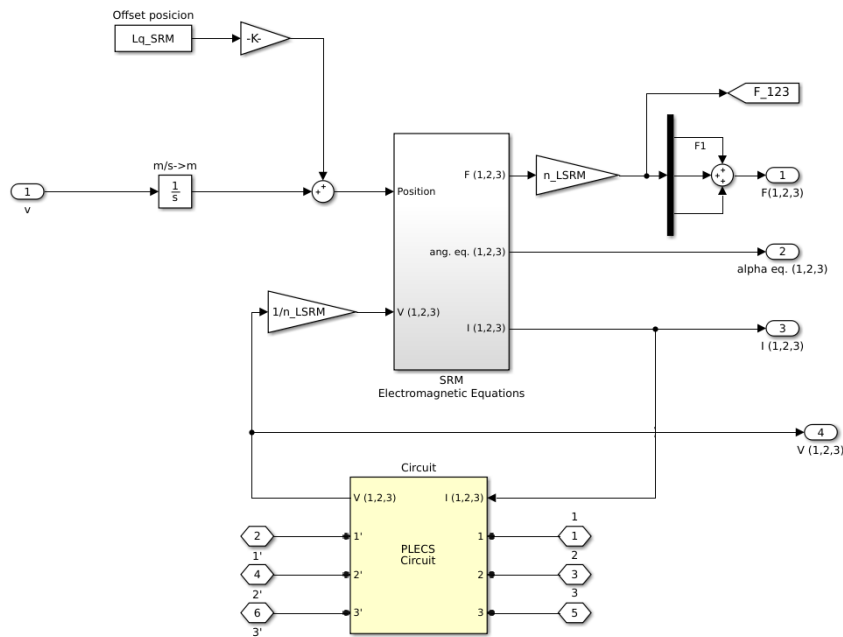 Offset posicion
Lq_SRM
-K-
F_123
m/s->m
F1
1
v
1
s
+
+
Position
F (1,2,3)
n_LSRM
+
+
+
1
F(1,2,3)
ang. eq. (1,2,3)
2
alpha eq. (1,2,3)
1/n_LSRM
V (1,2,3)
I (1,2,3)
3
I (1,2,3)
SRM
Electromagnetic Equations
4
V (1,2,3)
Circuit
V (1,2,3)
I (1,2,3)
PLECS
Circuit
2
1'
1'
4
2'
2'
6
3'
3'
1
1
1
2
2
3
3
3
5